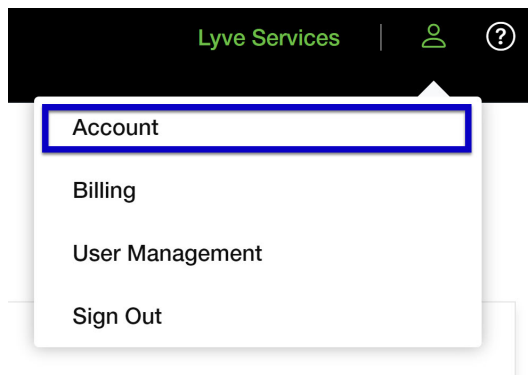 Lyve Services
?
Account
Billing
User Management
Sign Out